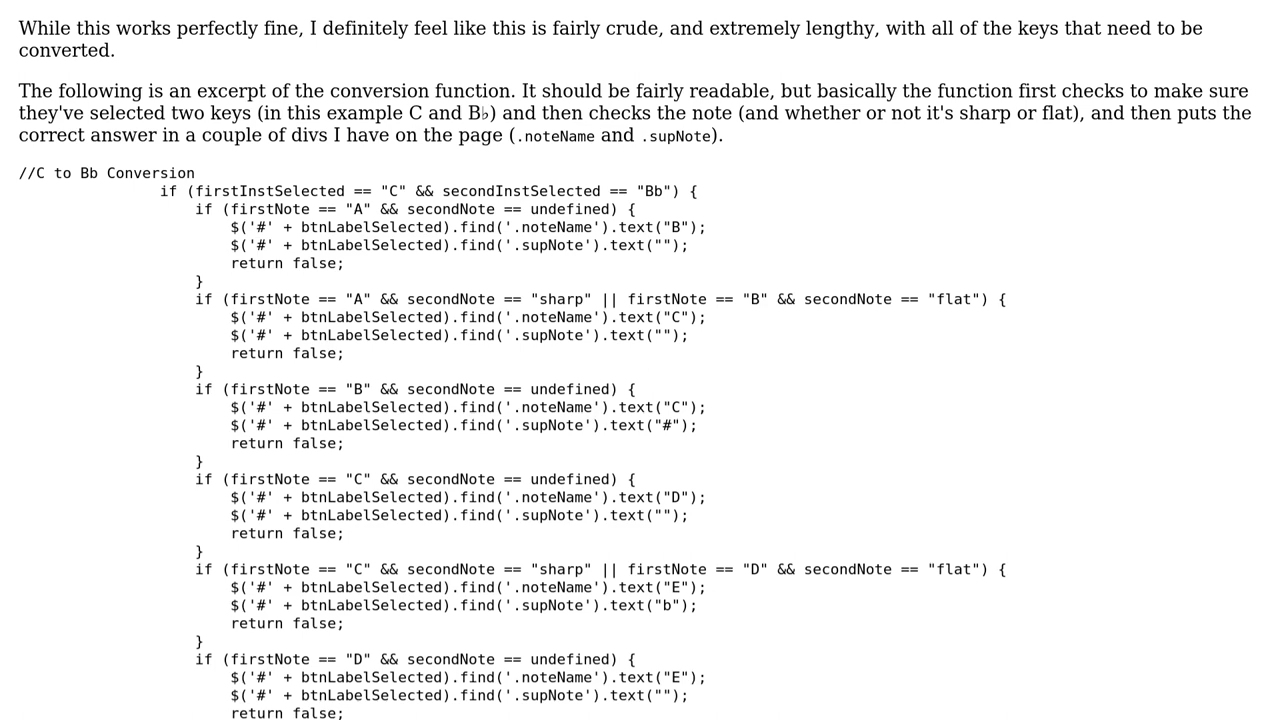 While this works perfectly fine, I definitely feel like this is fairly crude, and extremely lengthy, with all of the keys that need to be
converted.
The following is an excerpt of the conversion function. It should be fairly readable, but basically the function first checks to make sure
they've selected two keys (in this example C and B♭) and then checks the note (and whether or not it's sharp or flat), and then puts the
correct answer in a couple of divs I have on the page (.noteName and .supNote).
//C to Bb Conversion
                if (firstInstSelected == "C" && secondInstSelected == "Bb") {
                    if (firstNote == "A" && secondNote == undefined) {
                        $('#' + btnLabelSelected).find('.noteName').text("B");
                        $('#' + btnLabelSelected).find('.supNote').text("");
                        return false;
                    }
                    if (firstNote == "A" && secondNote == "sharp" || firstNote == "B" && secondNote == "flat") {
                        $('#' + btnLabelSelected).find('.noteName').text("C");
                        $('#' + btnLabelSelected).find('.supNote').text("");
                        return false;
                    }
                    if (firstNote == "B" && secondNote == undefined) {
                        $('#' + btnLabelSelected).find('.noteName').text("C");
                        $('#' + btnLabelSelected).find('.supNote').text("#");
                        return false;
                    }
                    if (firstNote == "C" && secondNote == undefined) {
                        $('#' + btnLabelSelected).find('.noteName').text("D");
                        $('#' + btnLabelSelected).find('.supNote').text("");
                        return false;
                    }
                    if (firstNote == "C" && secondNote == "sharp" || firstNote == "D" && secondNote == "flat") {
                        $('#' + btnLabelSelected).find('.noteName').text("E");
                        $('#' + btnLabelSelected).find('.supNote').text("b");
                        return false;
                    }
                    if (firstNote == "D" && secondNote == undefined) {
                        $('#' + btnLabelSelected).find('.noteName').text("E");
                        $('#' + btnLabelSelected).find('.supNote').text("");
                        return false;